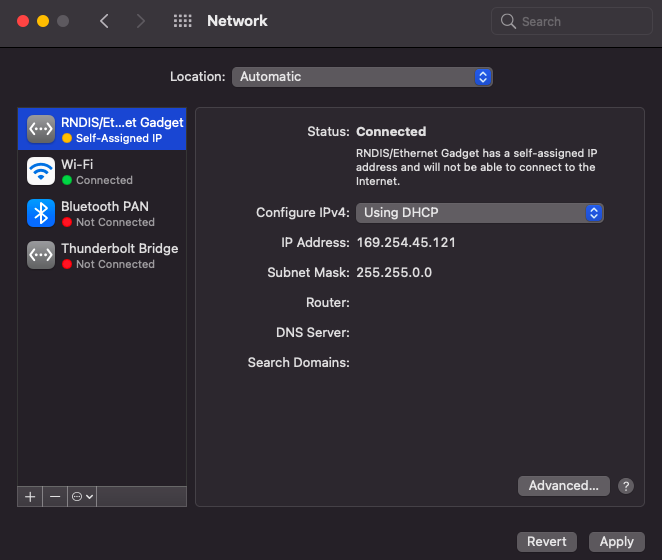 Network
Search
Location: Automatic
RNDIS/Et...et Gadget
Self-Assigned IP
Wi-Fi
Connected
Bluetooth PAN
Not Connected
Thunderbolt Bridge
Not Connected
Status: Connected
RNDIS/Ethernet Gadget has a self-assigned IP
address and will not be able to connect to the
Internet.
Configure IPv4: Using DHCP
IP Address: 169.254.45.121
Subnet Mask: 255.255.0.0
Router:
DNS Server:
Search Domains:
Advanced... ?
Revert Apply